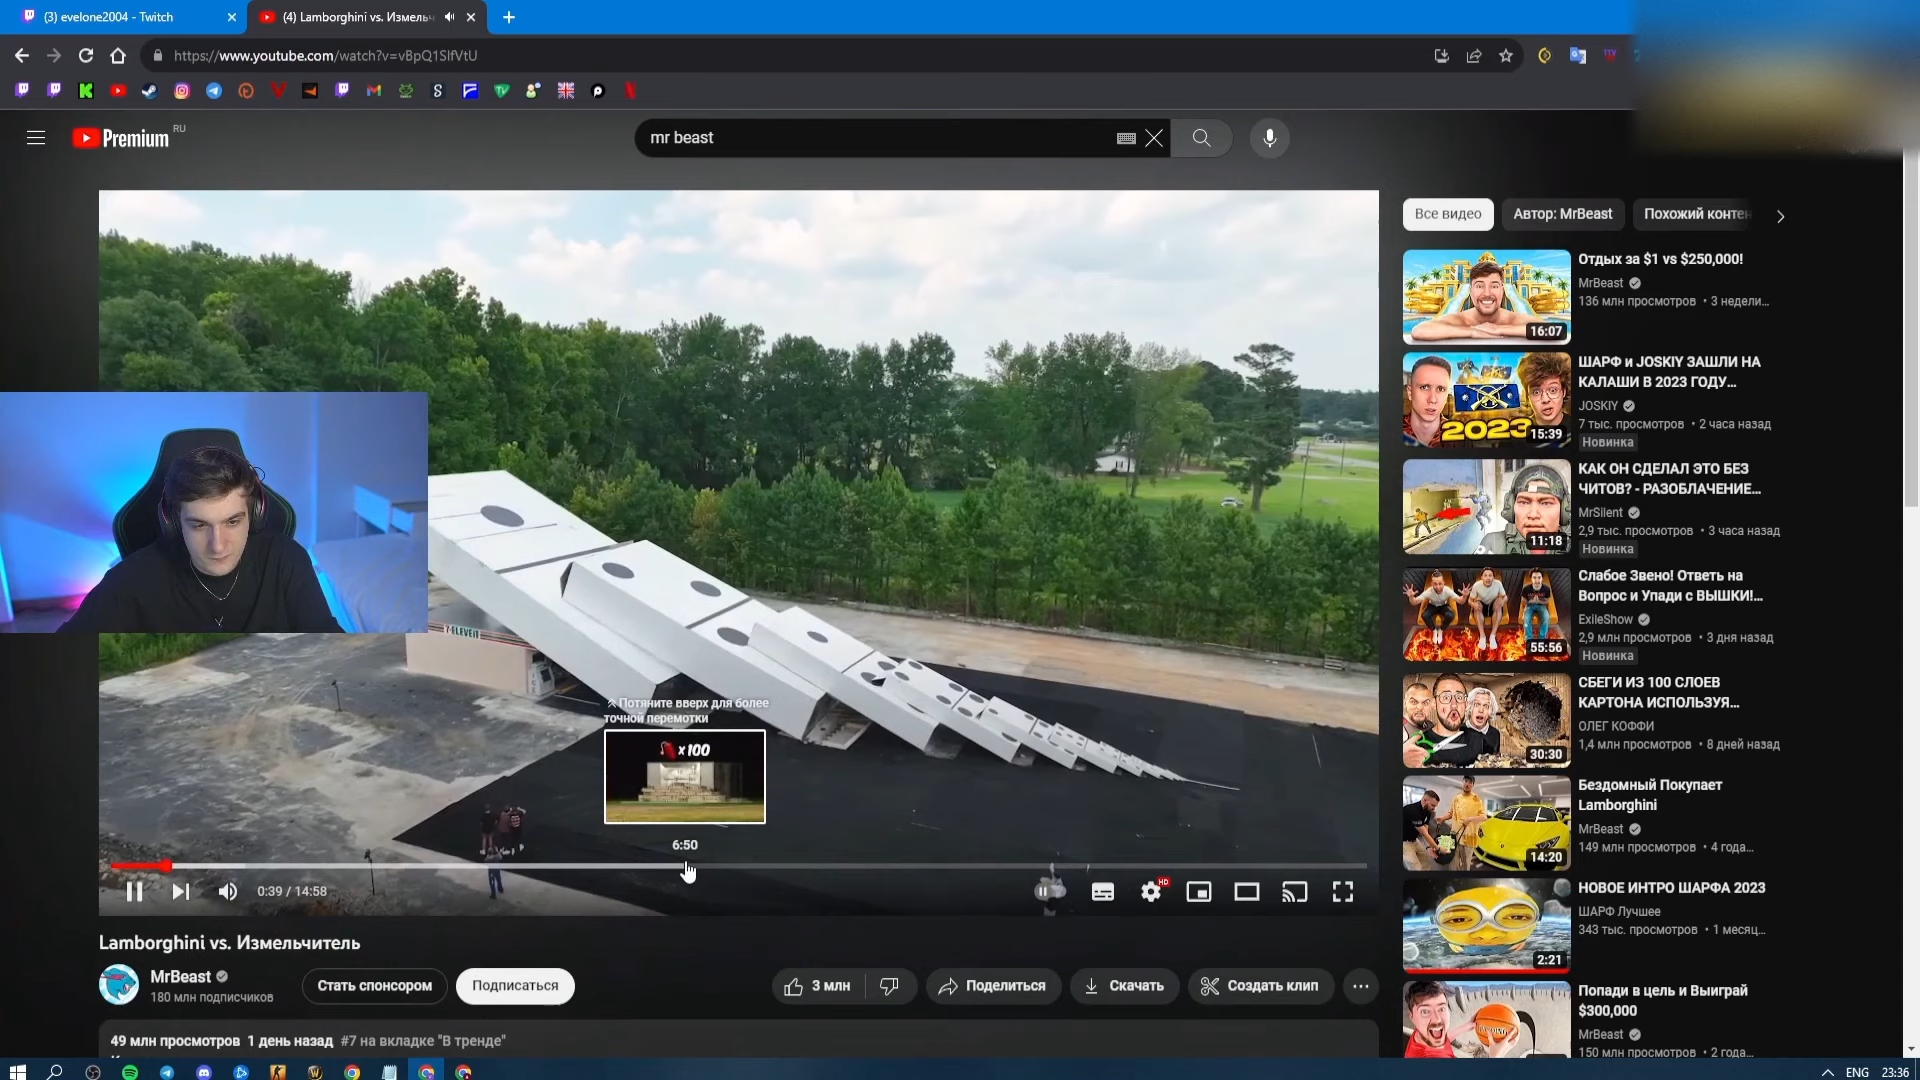 (3) evelone2004 - Twitch
(4) Lamborghini vs. Измельч
https://www.youtube.com/watch?v=vBpQ1SlfVtU
Premium RU
mr beast
Все видео
Автор: MrBeast
Похожий контен
Отдых за $1 vs $250,000!
MrBeast
136 млн просмотров • 3 недели...
16:07
ШАРФ и JOSKIY ЗАШЛИ НА
КАЛАШИ В 2023 ГОДУ...
JOSKIY
7 тыс. просмотров • 2 часа назад
Новинка
2023
15:39
КАК ОН СДЕЛАЛ ЭТО БЕЗ
ЧИТОВ? - РАЗОБЛАЧЕНИЕ...
MrSilent
2,9 тыс. просмотров • 3 часа назад
Новинка
11:18
Слабое Звено! Ответь на
Вопрос и Упади с ВЫШКИ!...
ExileShow
2,9 млн просмотров • 3 дня назад
Новинка
55:56
СБЕГИ ИЗ 100 СЛОЕВ
КАРТОНА ИСПОЛЬЗУЯ...
ОЛЕГ КОФФИ
1,4 млн просмотров • 8 дней назад
30:30
Бездомный Покупает
Lamborghini
MrBeast
149 млн просмотров • 4 года...
14:20
НОВОЕ ИНТРО ШАРФА 2023
ШАРФ Лучшее
343 тыс. просмотров • 1 месяц...
2:21
Попади в цель и Выиграй
$300,000
MrBeast
150 млн просмотров • 2 года...
7-ELEVEn
Потяните вверх для более
точной перемотки
x 100
6:50
0:39 / 14:58
HD
Lamborghini vs. Измельчитель
MrBeast
180 млн подписчиков
Стать спонсором
Подписаться
3 млн
Поделиться
Скачать
Создать клип
49 млн просмотров 1 день назад #7 на вкладке "В тренде"
ENG 23:36